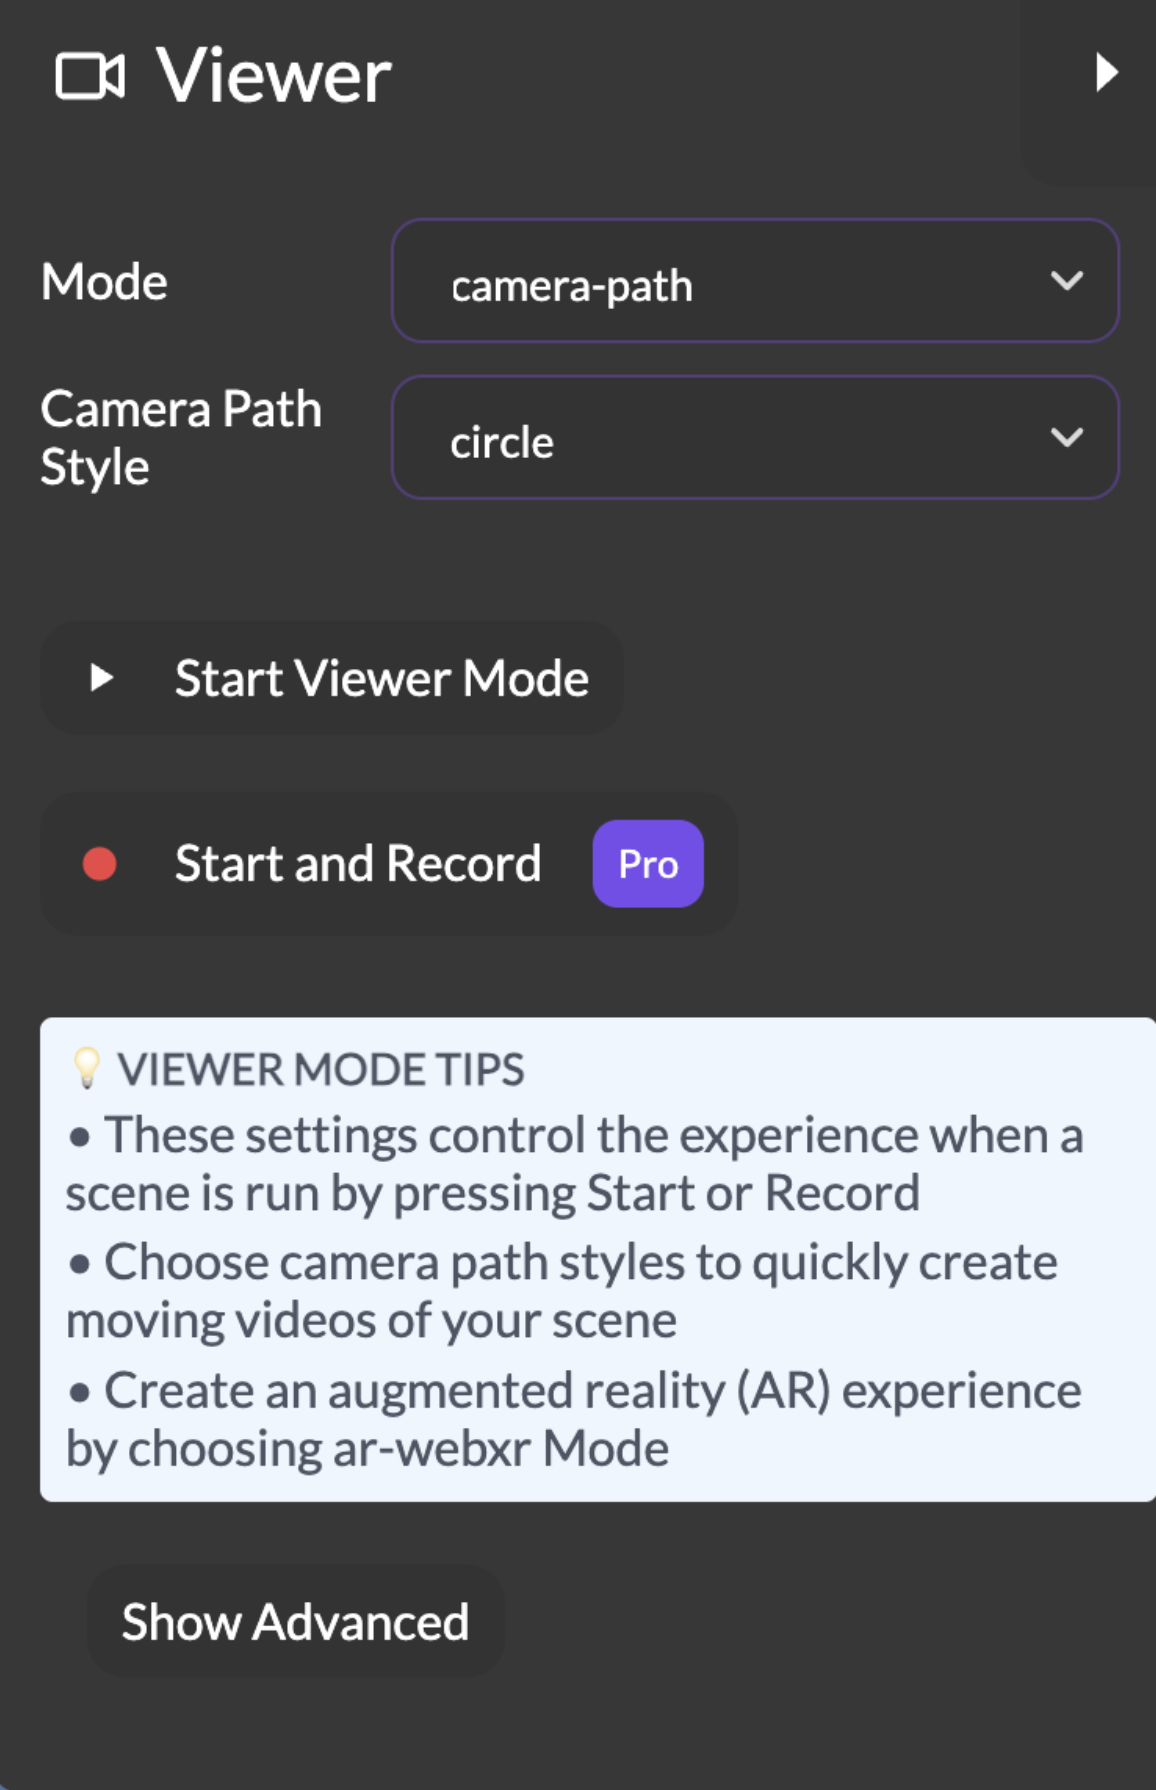 Viewer
Mode
camera-path
Camera Path
Style
circle
Start Viewer Mode
Start and Record
Pro
💡 VIEWER MODE TIPS
• These settings control the experience when a
scene is run by pressing Start or Record
• Choose camera path styles to quickly create
moving videos of your scene
• Create an augmented reality (AR) experience
by choosing ar-webxr Mode
Show Advanced